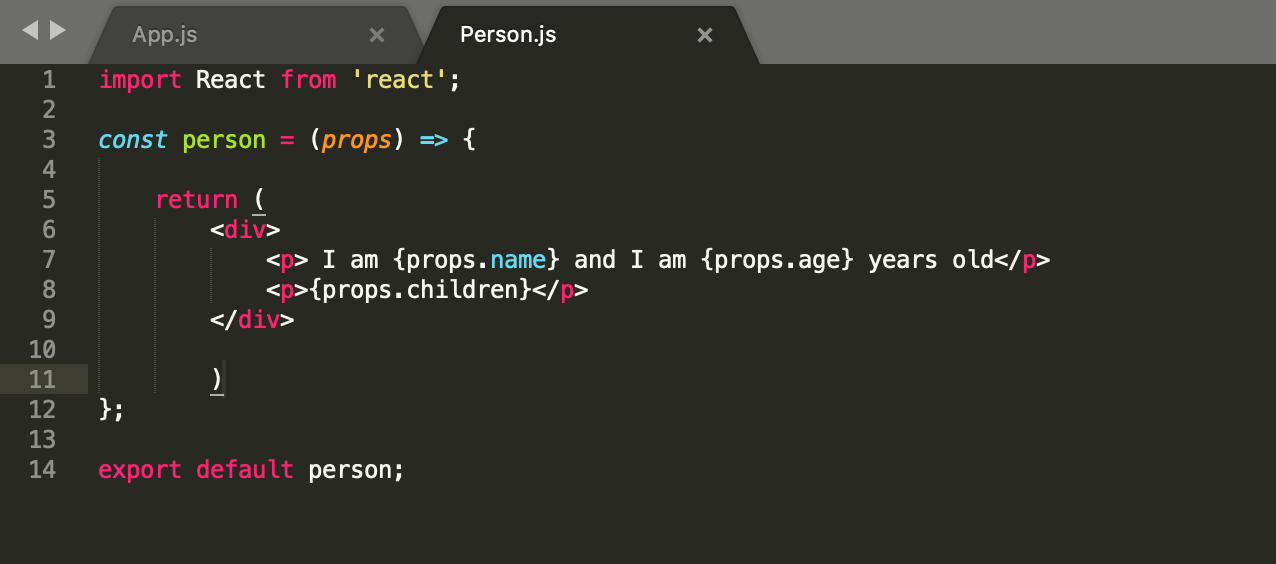 App.js × Person.js ×
1 import React from 'react';
2
3 const person = (props) => {
4
5     return (
6         <div>
7             <p> I am {props.name} and I am {props.age} years old</p>
8             <p>{props.children}</p>
9         </div>
10
11         )
12 };
13
14 export default person;